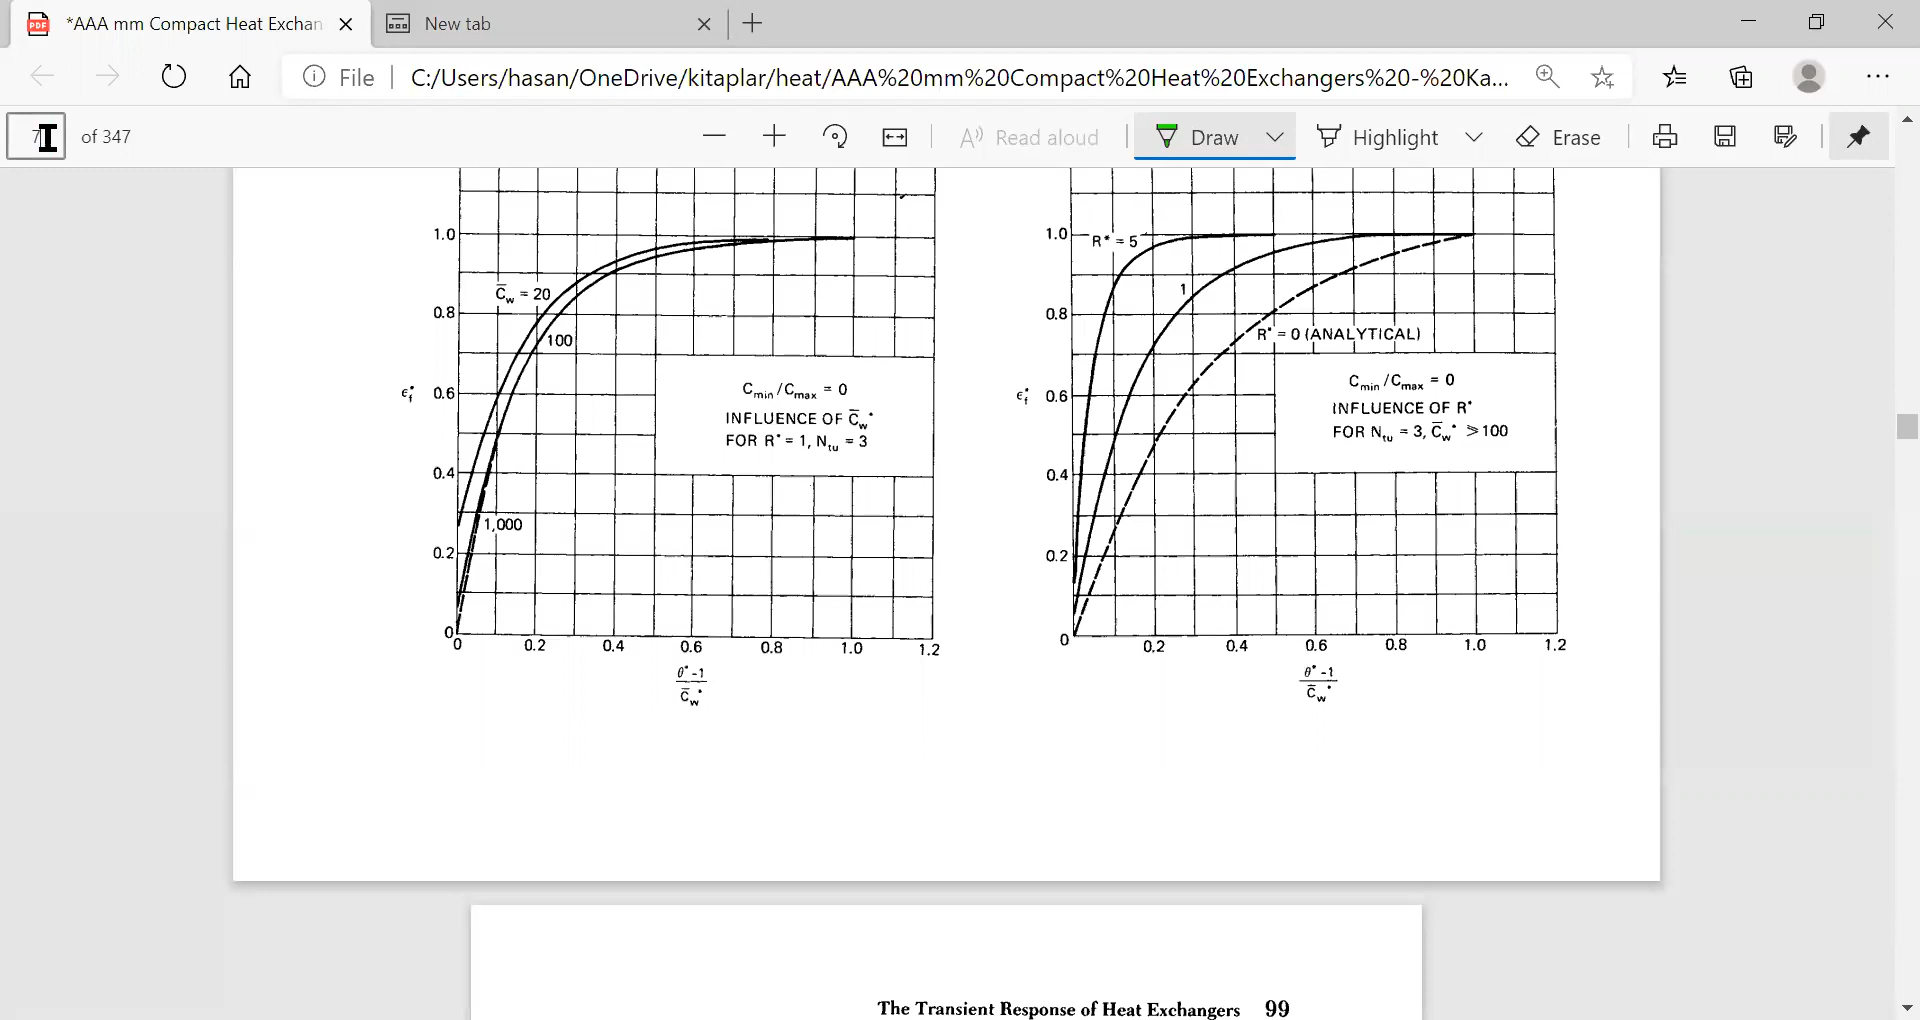 *AAA mm Compact Heat Exchan
New tab
File
C:/Users/hasan/OneDrive/kitaplar/heat/AAA%20mm%20Compact%20Heat%20Exchangers%20-%20Ka...
7 of 347
Read aloud
Draw
Highlight
Erase
1.0
0.8
0.6
0.4
0.2
0
ϵ*f
C̅w = 20
100
1,000
Cmin/Cmax = 0
INFLUENCE OF C̅w*
FOR R* = 1, Ntu = 3
0 0.2 0.4 0.6 0.8 1.0 1.2
θ*-1
C̅w*
1.0
0.8
0.6
0.4
0.2
0
ϵ*f
R* = 5
1
R* = 0 (ANALYTICAL)
Cmin/Cmax = 0
INFLUENCE OF R*
FOR Ntu = 3, C̅w* ⩾ 100
0.2 0.4 0.6 0.8 1.0 1.2
θ*-1
C̅w*
The Transient Response of Heat Exchangers 99